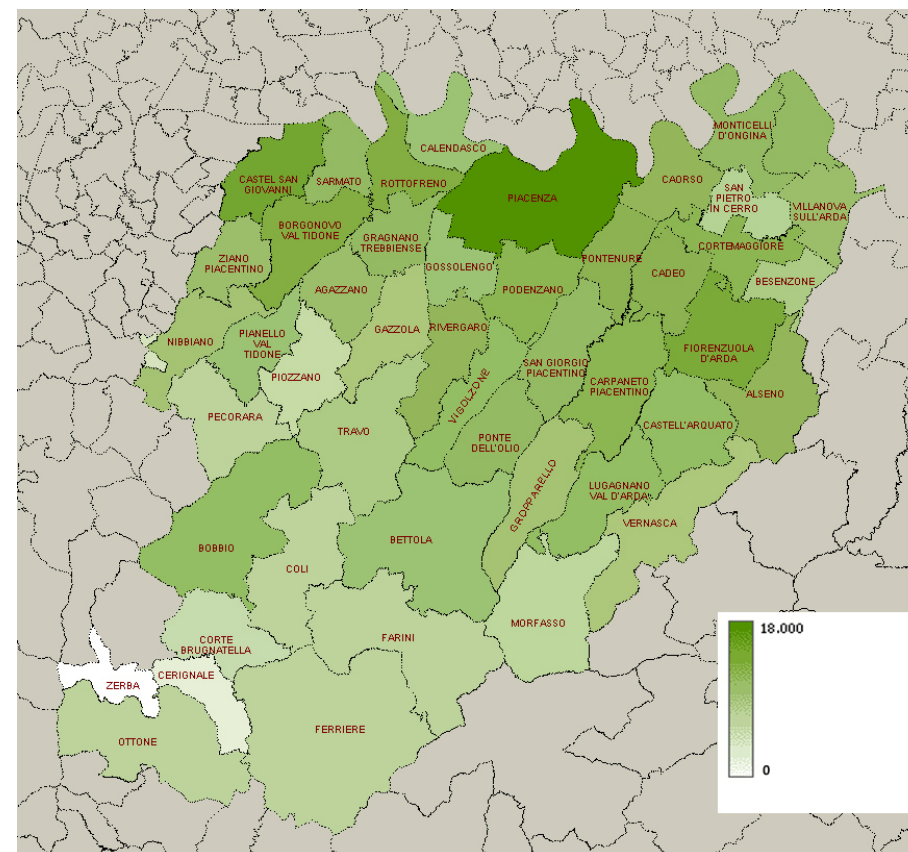 MONTICELLI
D'ONGINA
CALENDASCO
CASTEL SAN
GIOVANNI
SARMATO
ROTTOFRENO
CAORSO
SAN
PIETRO
IN CERRO
PIACENZA
VILLANOVA
SULL'ARDA
BORGONOVO
VAL TIDONE
GRAGNANO
TREBBIENSE
CORTEMAGGIORE
ZIANO
PIACENTINO
GOSSOLENGO
PONTENURE
CADEO
BESENZONE
AGAZZANO
PODENZANO
NIBBIANO
PIANELLO
VAL
TIDONE
GAZZOLA
RIVERGARO
FIORENZUOLA
D'ARDA
SAN GIORGIO
PIACENTINO
PIOZZANO
VIGOLZONE
CARPANETO
PIACENTINO
ALSENO
PECORARA
TRAVO
CASTELL'ARQUATO
PONTE
DELL'OLIO
GROPPARELLO
LUGAGNANO
VAL D'ARDA
VERNASCA
BETTOLA
BOBBIO
COLI
MORFASSO
FARINI
CORTE
BRUGNATELLA
CERIGNALE
ZERBA
FERRIERE
OTTONE
18.000
0